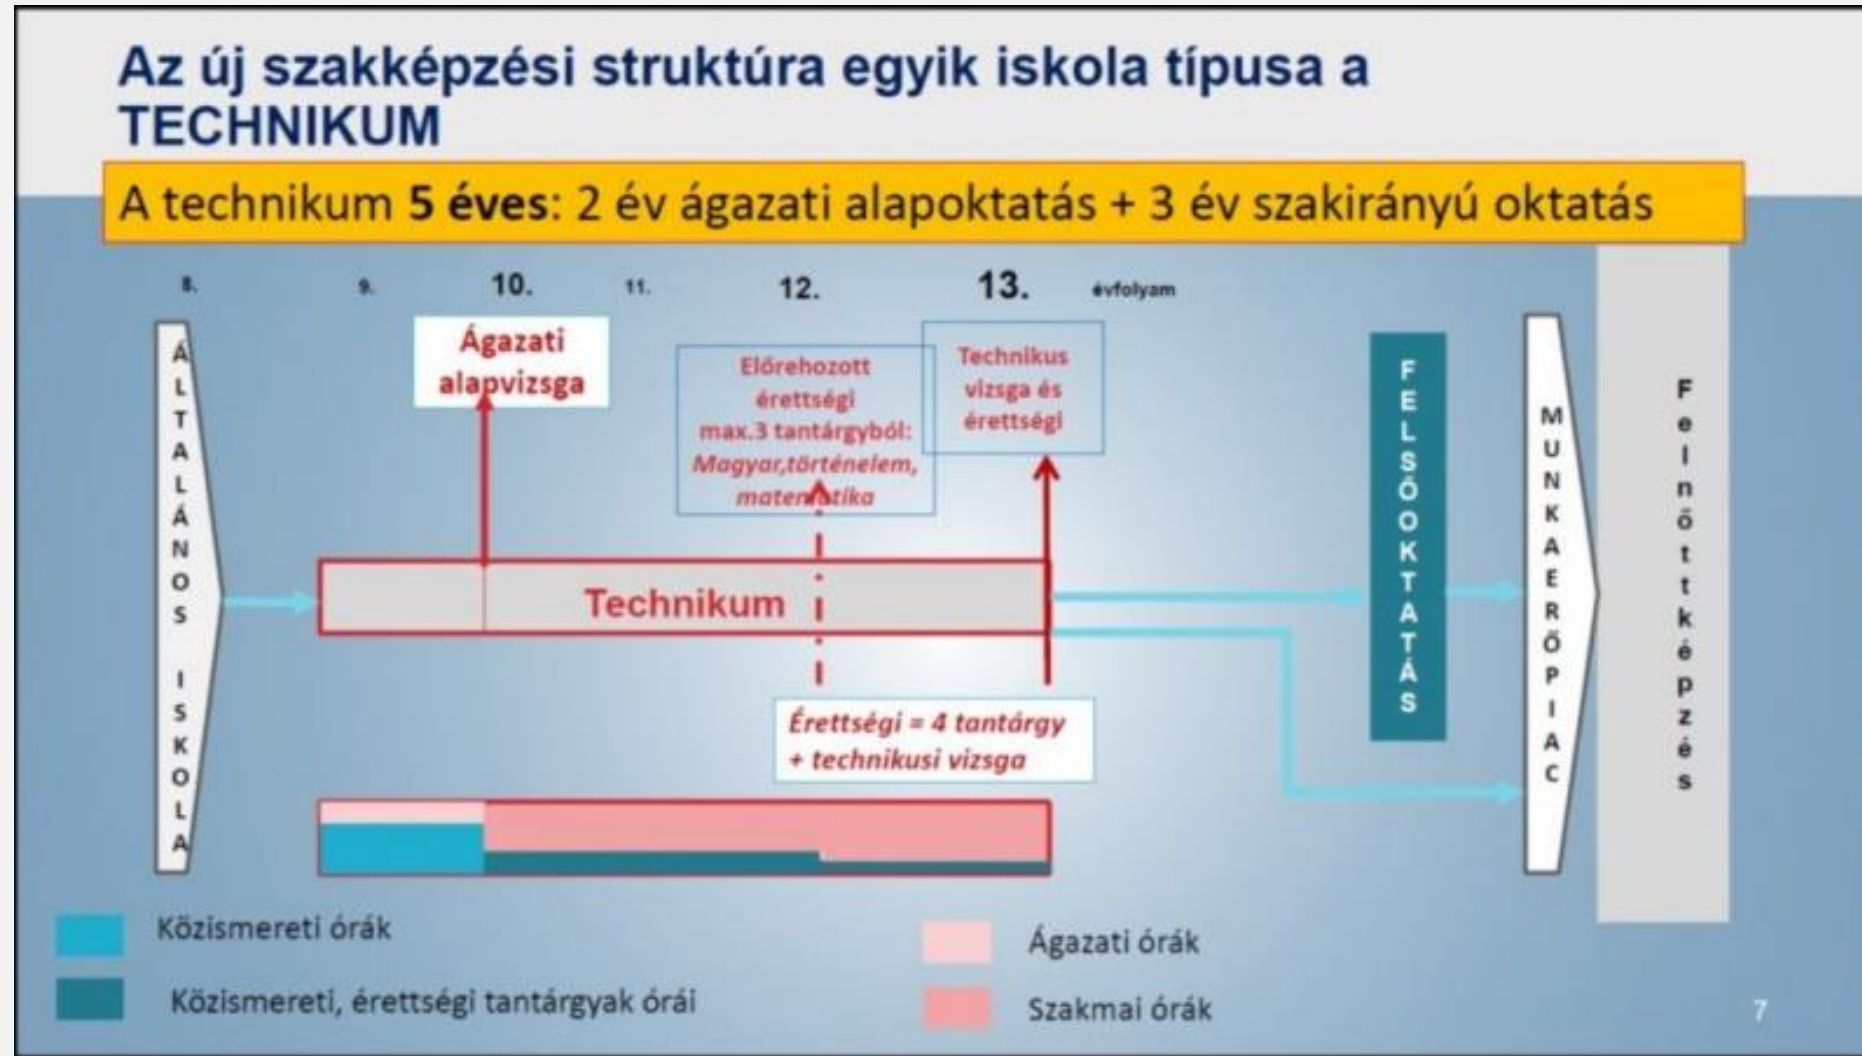 Az új szakképzési struktúra egyik iskola típusa a
TECHNIKUM
A technikum 5 éves: 2 év ágazati alapoktatás + 3 év szakirányú oktatás
8. 9. 10. 11. 12. 13. évfolyam
ÁLTALÁNOS ISKOLA
Ágazati
alapvizsga
Előrehozott
érettségi
max.3 tantárgyból:
Magyar,történelem,
matematika
Technikus
vizsga és
érettségi
Technikum
Érettségi = 4 tantárgy
+ technikusi vizsga
FELSŐOKTATÁS
MUNKAERŐPIAC
Felnőttképzés
Közismereti órák
Közismereti, érettségi tantárgyak órái
Ágazati órák
Szakmai órák
7